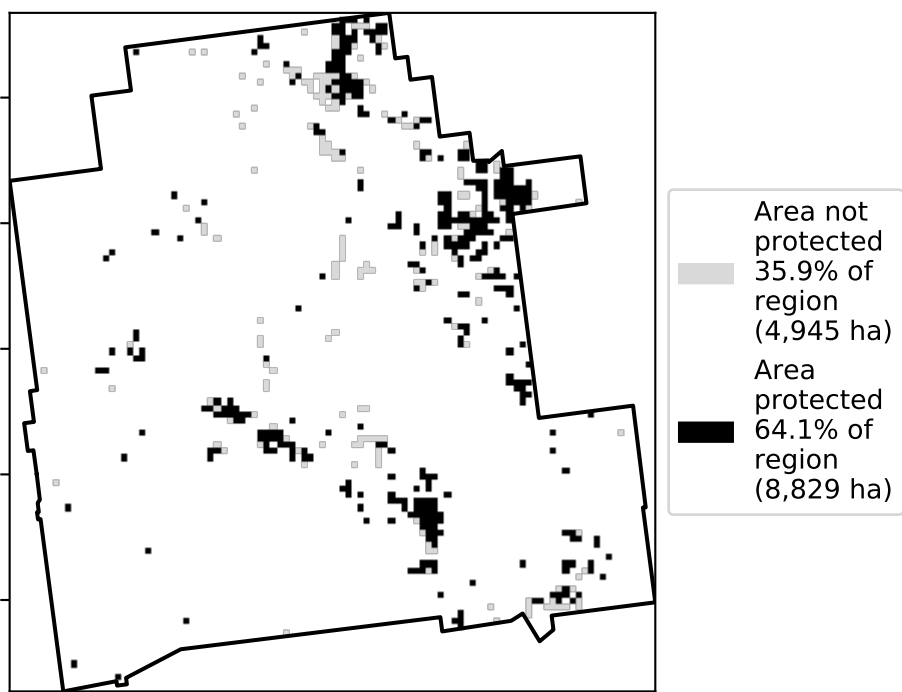 Area not
protected
35.9% of
region
(4,945 ha)
Area
protected
64.1% of
region
(8,829 ha)